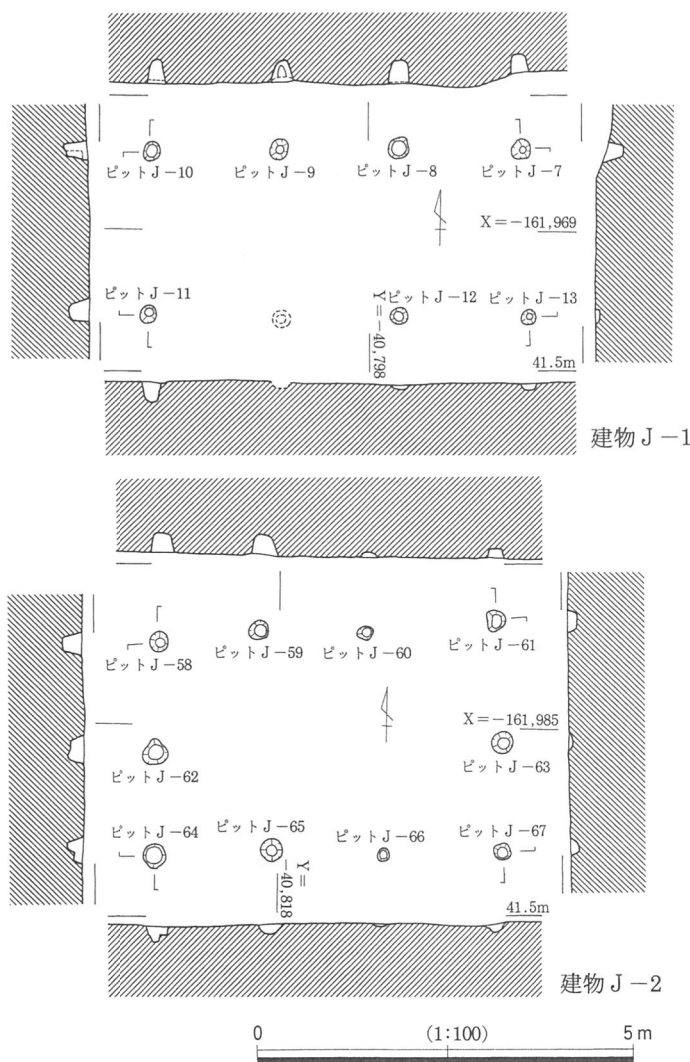 ピットJ-10 ピットJ-9 ピットJ-8 ピットJ-7
X=-161,969
ピットJ-11 ピットJ-12 ピットJ-13
Y=-40,798
41.5m
建物J-1
ピットJ-58 ピットJ-59 ピットJ-60 ピットJ-61
X=-161,985
ピットJ-62 ピットJ-63
ピットJ-64 ピットJ-65 ピットJ-66 ピットJ-67
Y=-40,818
41.5m
建物J-2
0 (1:100) 5m